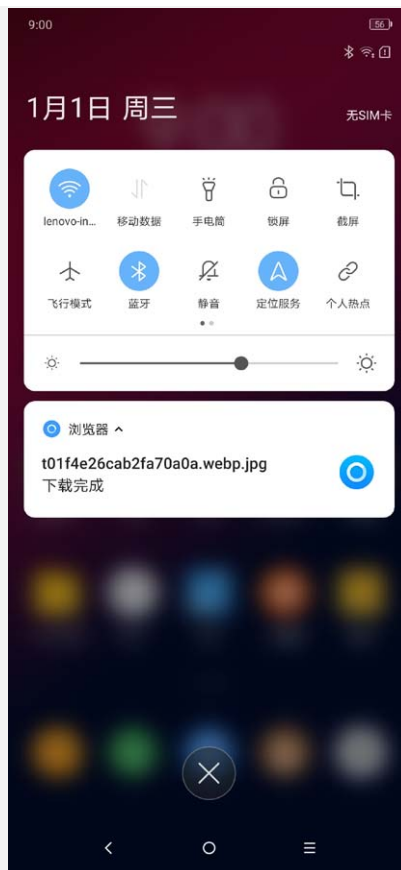 9:00
56
1月1日 周三
无SIM卡
lenovo-in... 移动数据 手电筒 锁屏 截屏
飞行模式 蓝牙 静音 定位服务 个人热点
浏览器
t01f4e26cab2fa70a0a.webp.jpg
下载完成